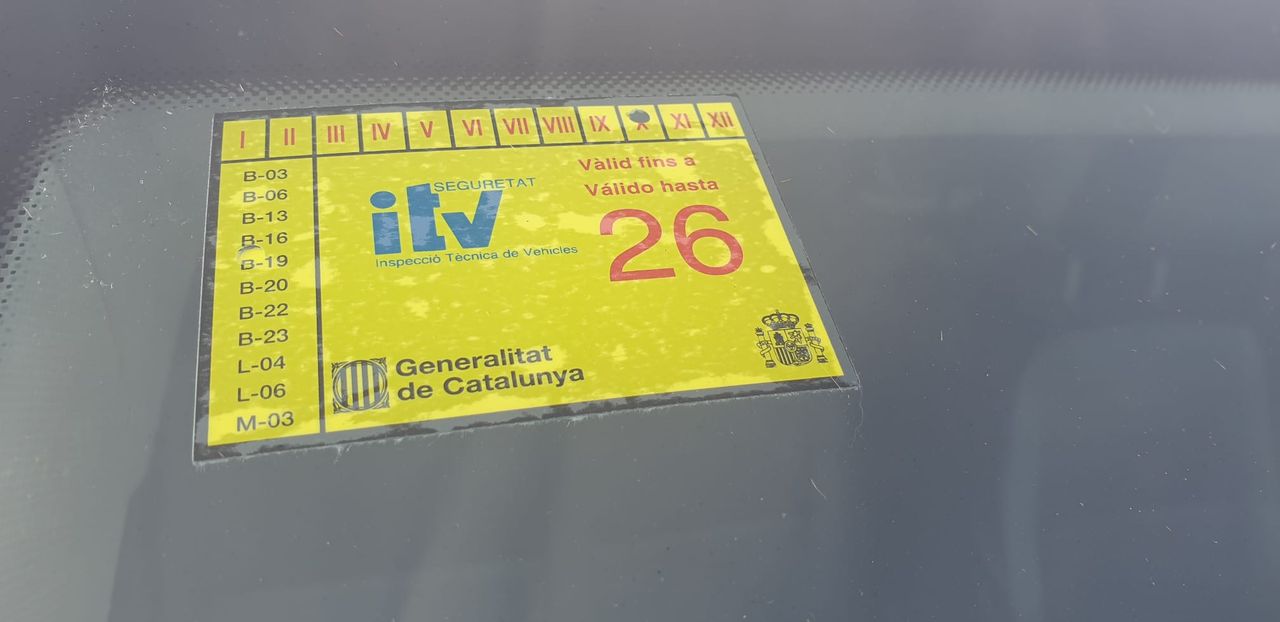 I II III IV V VI VII VIII IX X XI XII
B-03
B-06
B-13
B-16
B-19
B-20
B-22
B-23
L-04
L-06
M-03
SEGURETAT
itv
Inspecció Tècnica de Vehicles
Vàlid fins a
Válido hasta
26
Generalitat
de Catalunya